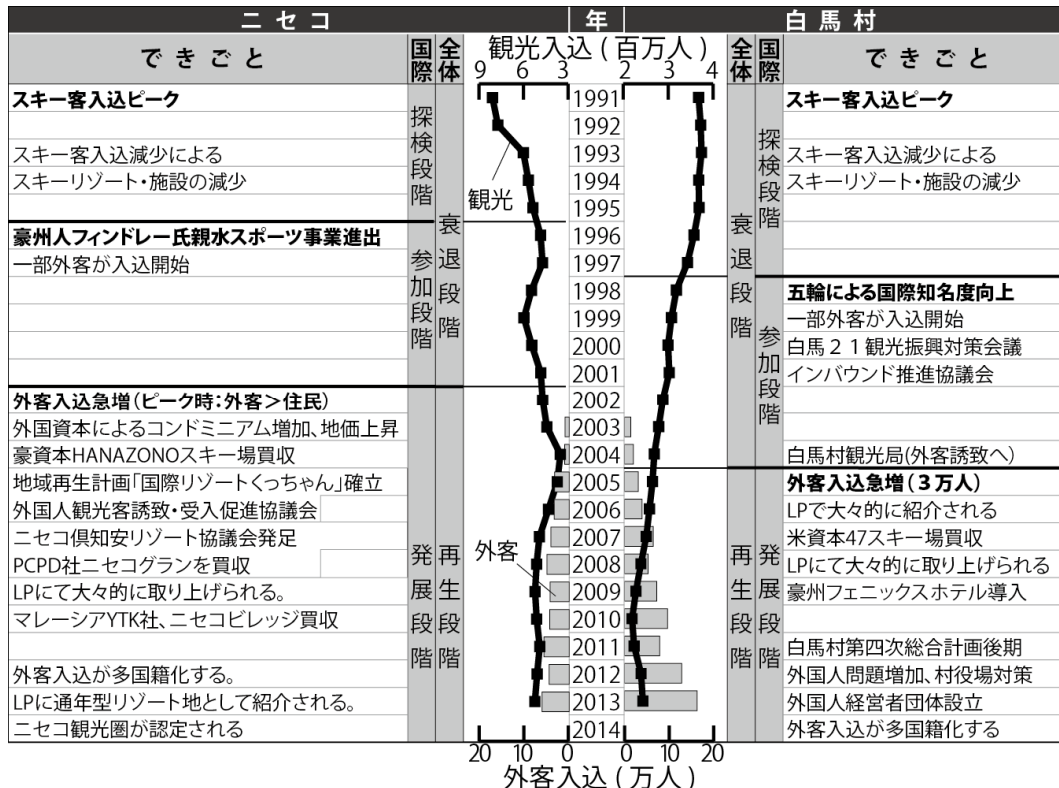 ニセコ 年 白馬村
できごと 国際 全体 観光入込(百万人) 全体 国際 できごと
9 6 3 2 3 4
スキー客入込ピーク 1991 スキー客入込ピーク
1992
スキー客入込減少による 1993 スキー客入込減少による
スキーリゾート・施設の減少 1994 スキーリゾート・施設の減少
探検段階 観光 1995 探検段階
豪州人フィンドレー氏親水スポーツ事業進出 1996
一部外客が入込開始 1997
1998 五輪による国際知名度向上
参加段階 衰退段階 1999 衰退段階 一部外客が入込開始
2000 白馬21観光振興対策会議
2001 参加段階 インバウンド推進協議会
外客入込急増(ピーク時:外客>住民) 2002
外国資本によるコンドミニアム増加、地価上昇 2003
豪資本HANAZONOスキー場買収 2004 白馬村観光局(外客誘致へ)
地域再生計画「国際リゾートくっちゃん」確立 2005 外客入込急増(3万人)
外国人観光客誘致・受入促進協議会 2006 LPで大々的に紹介される
ニセコ倶知安リゾート協議会発足 2007 米資本47スキー場買収
PCPD社ニセコグランを買収 外客 2008 LPにて大々的に取り上げられる
LPにて大々的に取り上げられる。 2009 豪州フェニックスホテル導入
マレーシアYTK社、ニセコビレッジ買収 発展段階 再生段階 2010 再生段階 発展段階
2011 白馬村第四次総合計画後期
外客入込が多国籍化する。 2012 外国人問題増加、村役場対策
LPに通年型リゾート地として紹介される。 2013 外国人経営者団体設立
ニセコ観光圏が認定される 2014 外客入込が多国籍化する
20 10 0 0 10 20
外客入込(万人)